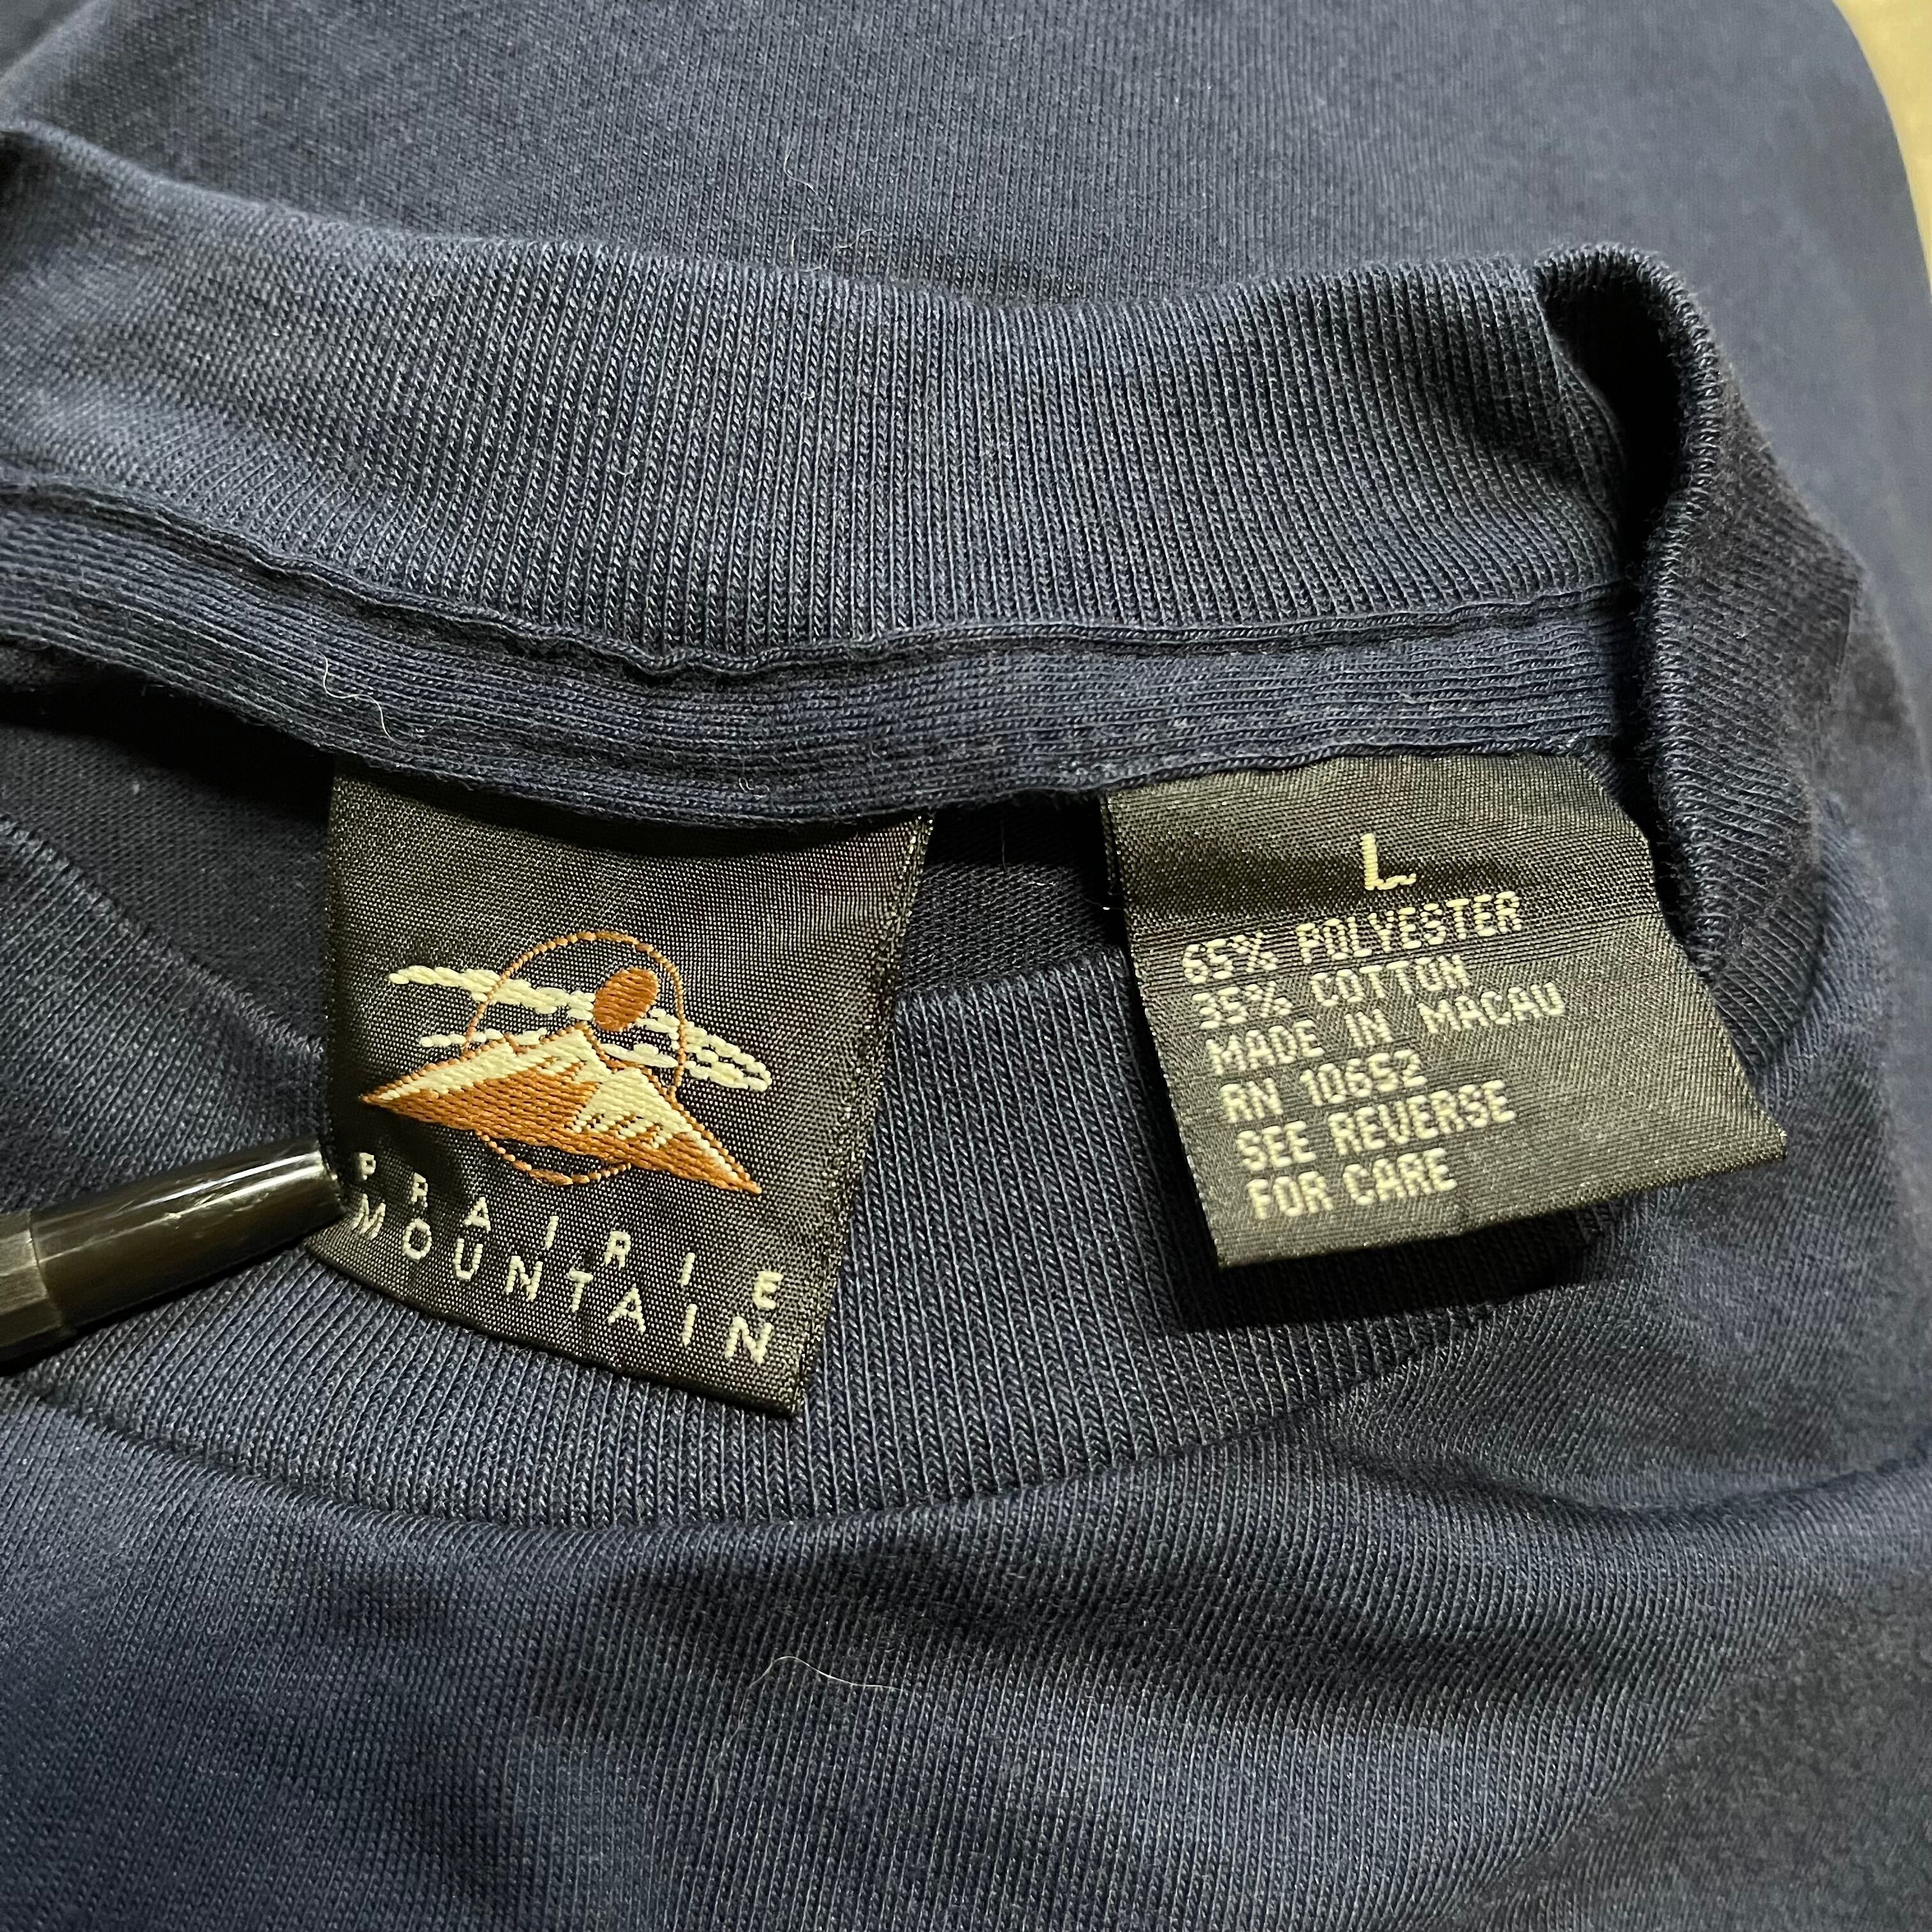 PRAIRIE
MOUNTAIN
L
65% POLYESTER
35% COTTON
MADE IN MACAU
RN 10652
SEE REVERSE
FOR CARE